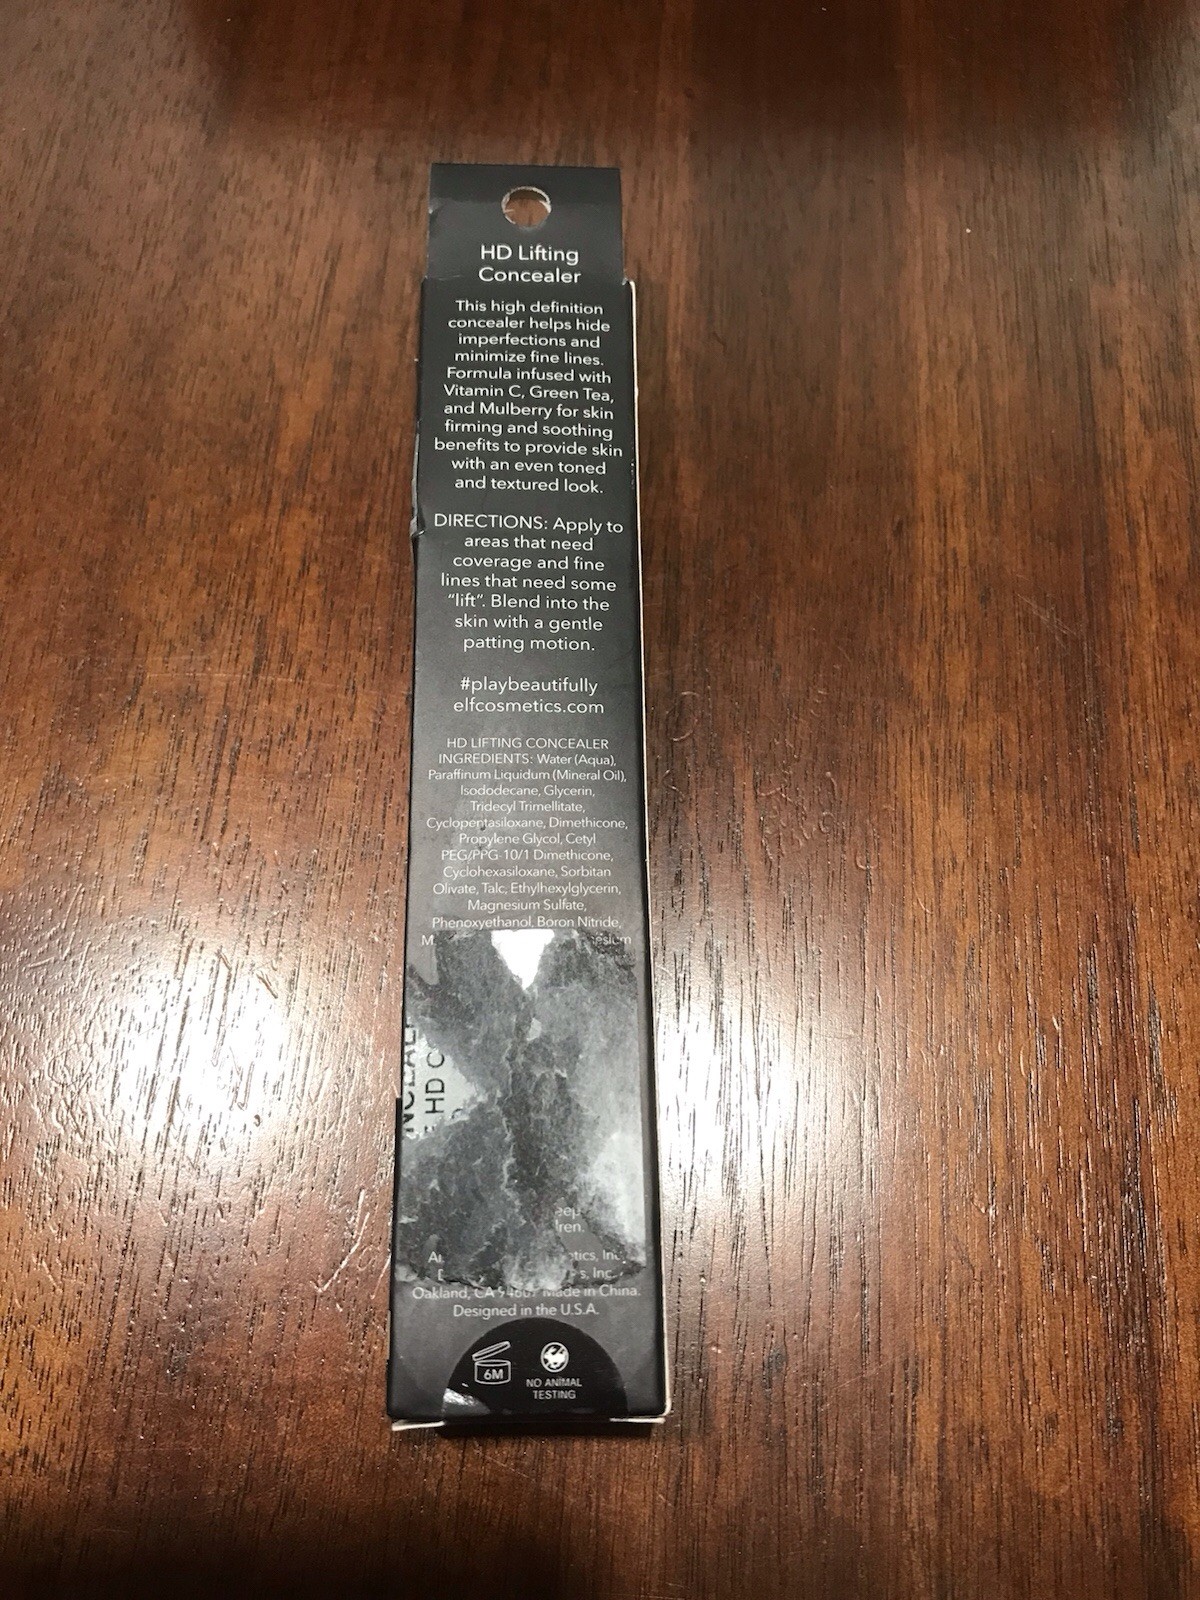 HD Lifting
Concealer
This high definition
concealer helps hide
imperfections and
minimize fine lines.
Formula infused with
Vitamin C, Green Tea,
and Mulberry for skin
firming and soothing
benefits to provide skin
with an even toned
and textured look.
DIRECTIONS: Apply to
areas that need
coverage and fine
lines that need some
“lift”. Blend into the
skin with a gentle
patting motion.
#playbeautifully
elfcosmetics.com
HD LIFTING CONCEALER
INGREDIENTS: Water (Aqua),
Paraffinum Liquidum (Mineral Oil),
Isododecane, Glycerin,
Tridecyl Trimellitate,
Cyclopentasiloxane, Dimethicone,
Propylene Glycol, Cetyl
PEG/PPG-10/1 Dimethicone,
Cyclohexasiloxane, Sorbitan
Olivate, Talc, Ethylhexylglycerin,
Magnesium Sulfate,
Phenoxyethanol, Boron Nitride,
HD
Inc.
Inc.
Oakland, CA Made in China.
Designed in the U.S.A.
6M
NO ANIMAL
TESTING